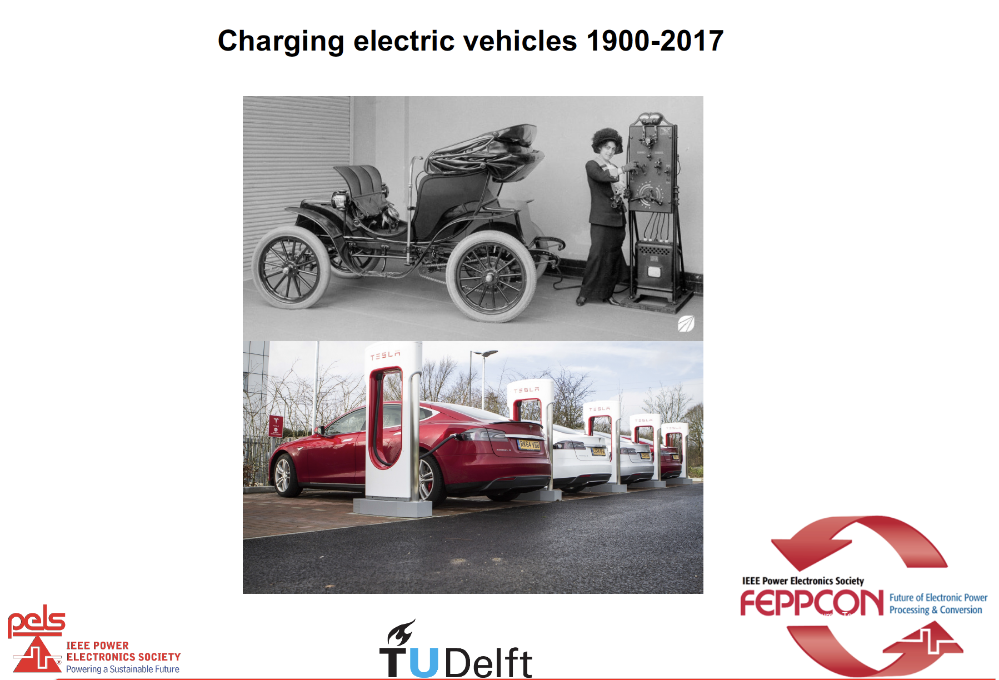 Charging electric vehicles 1900-2017
TESLA
TESLA
TESLA
TESLA
TESLA
RK64 YBB
IEEE Power Electronics Society
FEPPCON
Future of Electronic Power
Processing & Conversion
pels
IEEE POWER
ELECTRONICS SOCIETY
Powering a Sustainable Future
®
TUDelft